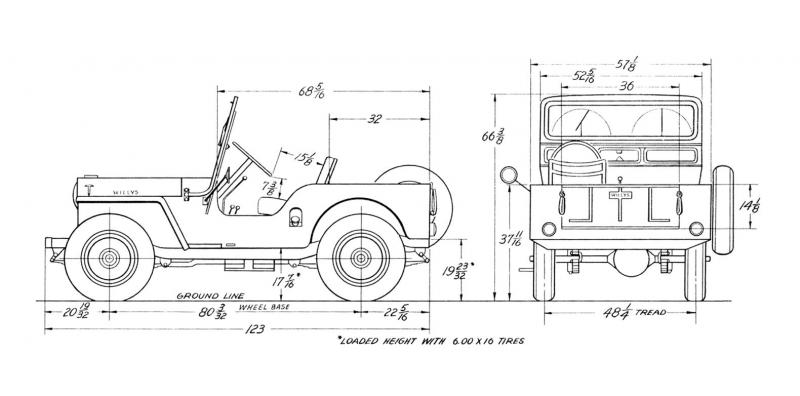 57 1/8
52 5/16
36
68 5/16
32
66 3/8
15 1/8
7 3/8
WILLYS
WILLYS
14 1/8
37 11/16
19 23/32*
17 7/16*
GROUND LINE
20 19/32
80 3/32 WHEEL BASE
22 5/16
48 1/4 TREAD
123
*LOADED HEIGHT WITH 6.00 X 16 TIRES